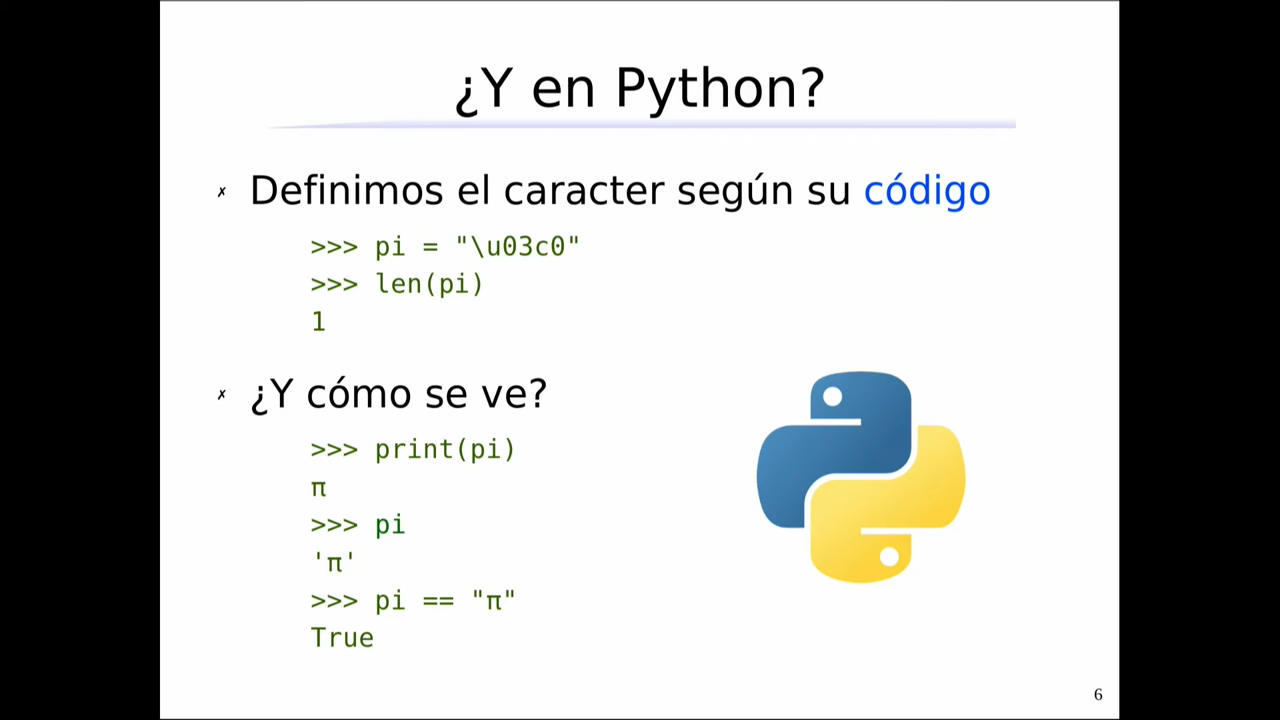 ¿Y en Python?
✗ Definimos el caracter según su código
>>> pi = "\u03c0"
>>> len(pi)
1
✗ ¿Y cómo se ve?
>>> print(pi)
π
>>> pi
'π'
>>> pi == "π"
True
6